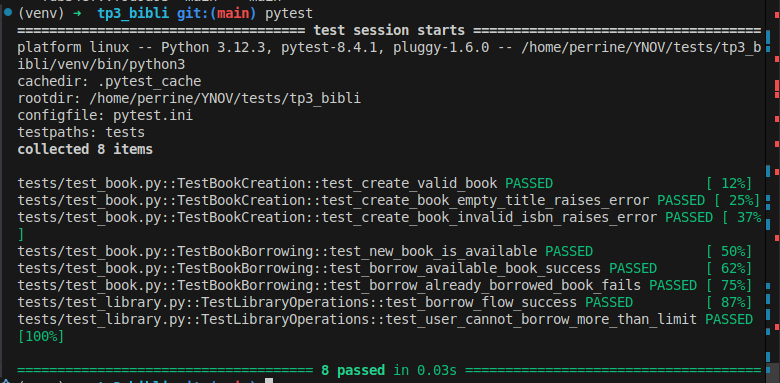 (venv) ➜ tp3_bibli git:(main) pytest
=================================== test session starts ====================================
platform linux -- Python 3.12.3, pytest-8.4.1, pluggy-1.6.0 -- /home/perrine/YNOV/tests/tp3_b
ibli/venv/bin/python3
cachedir: .pytest_cache
rootdir: /home/perrine/YNOV/tests/tp3_bibli
configfile: pytest.ini
testpaths: tests
collected 8 items
tests/test_book.py::TestBookCreation::test_create_valid_book PASSED [ 12%]
tests/test_book.py::TestBookCreation::test_create_book_empty_title_raises_error PASSED [ 25%]
tests/test_book.py::TestBookCreation::test_create_book_invalid_isbn_raises_error PASSED [ 37%
]
tests/test_book.py::TestBookBorrowing::test_new_book_is_available PASSED [ 50%]
tests/test_book.py::TestBookBorrowing::test_borrow_available_book_success PASSED [ 62%]
tests/test_book.py::TestBookBorrowing::test_borrow_already_borrowed_book_fails PASSED [ 75%]
tests/test_library.py::TestLibraryOperations::test_borrow_flow_success PASSED [ 87%]
tests/test_library.py::TestLibraryOperations::test_user_cannot_borrow_more_than_limit PASSED
[100%]
===================================== 8 passed in 0.03s =====================================